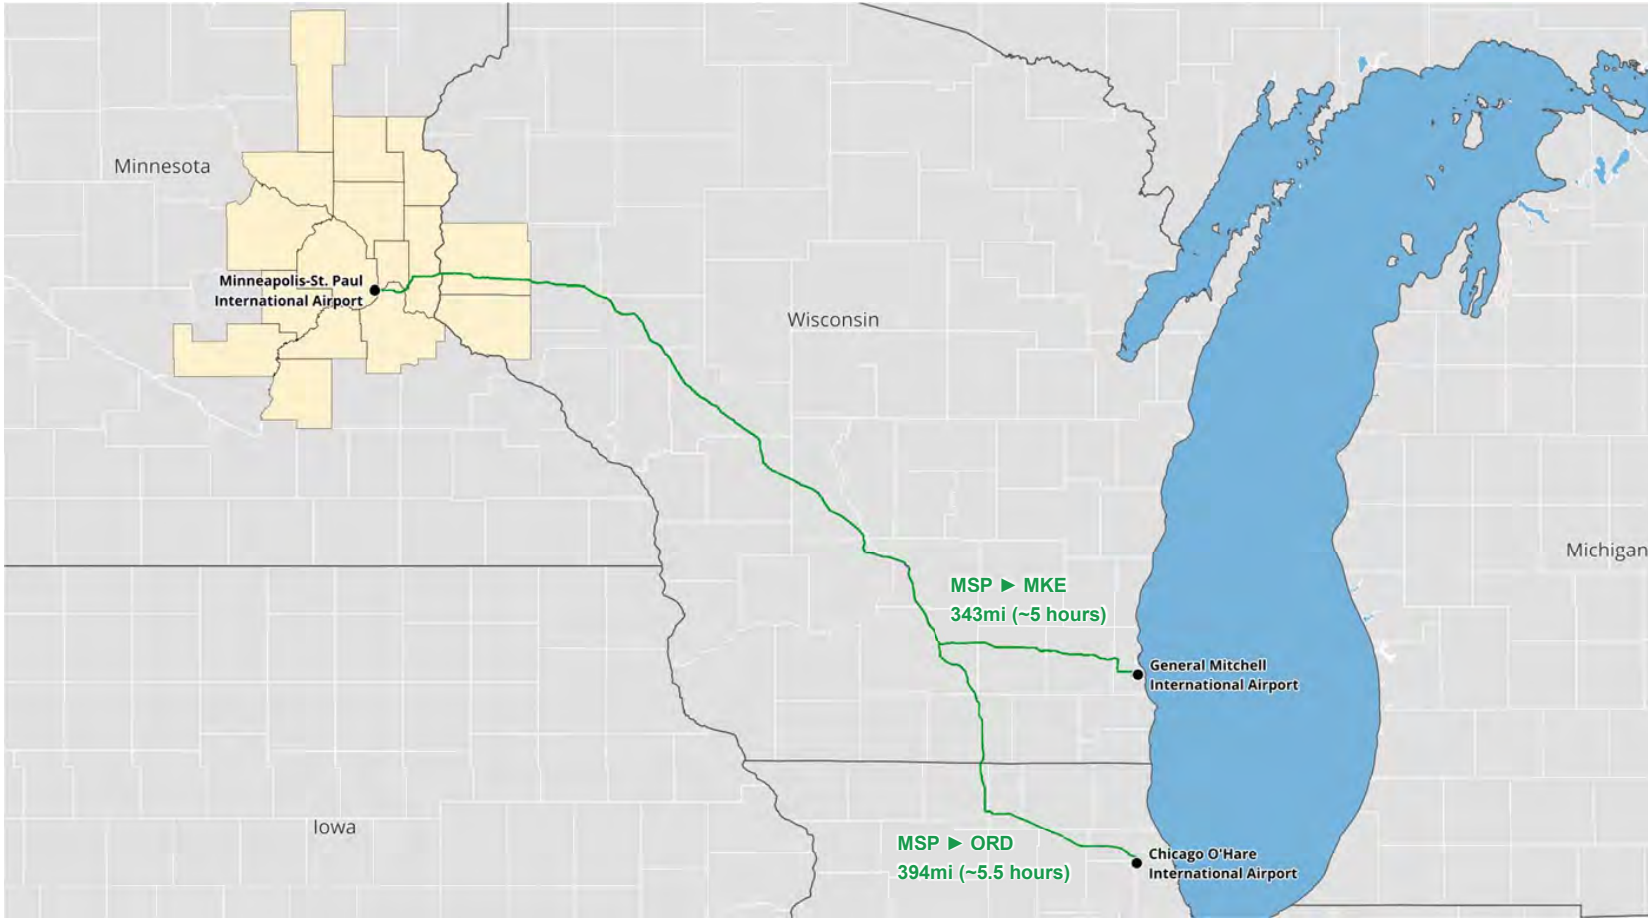 Minnesota
Minneapolis-St. Paul
International Airport
Wisconsin
Michigan
MSP ► MKE
343mi (~5 hours)
General Mitchell
International Airport
Iowa
MSP ► ORD
394mi (~5.5 hours)
Chicago O'Hare
International Airport